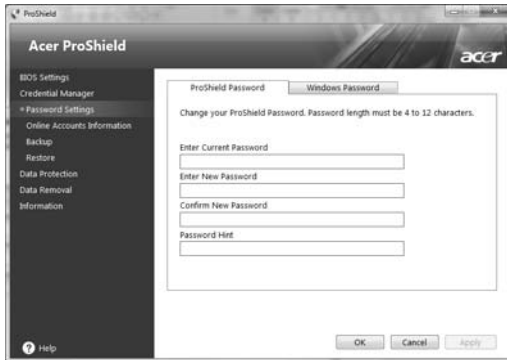 ProShield
Acer ProShield
acer
BIOS Settings
Credential Manager
Password Settings
Online Accounts Information
Backup
Restore
Data Protection
Data Removal
Information
ProShield Password
Windows Password
Change your ProShield Password. Password length must be 4 to 12 characters.
Enter Current Password
Enter New Password
Confirm New Password
Password Hint
? Help
OK
Cancel
Apply